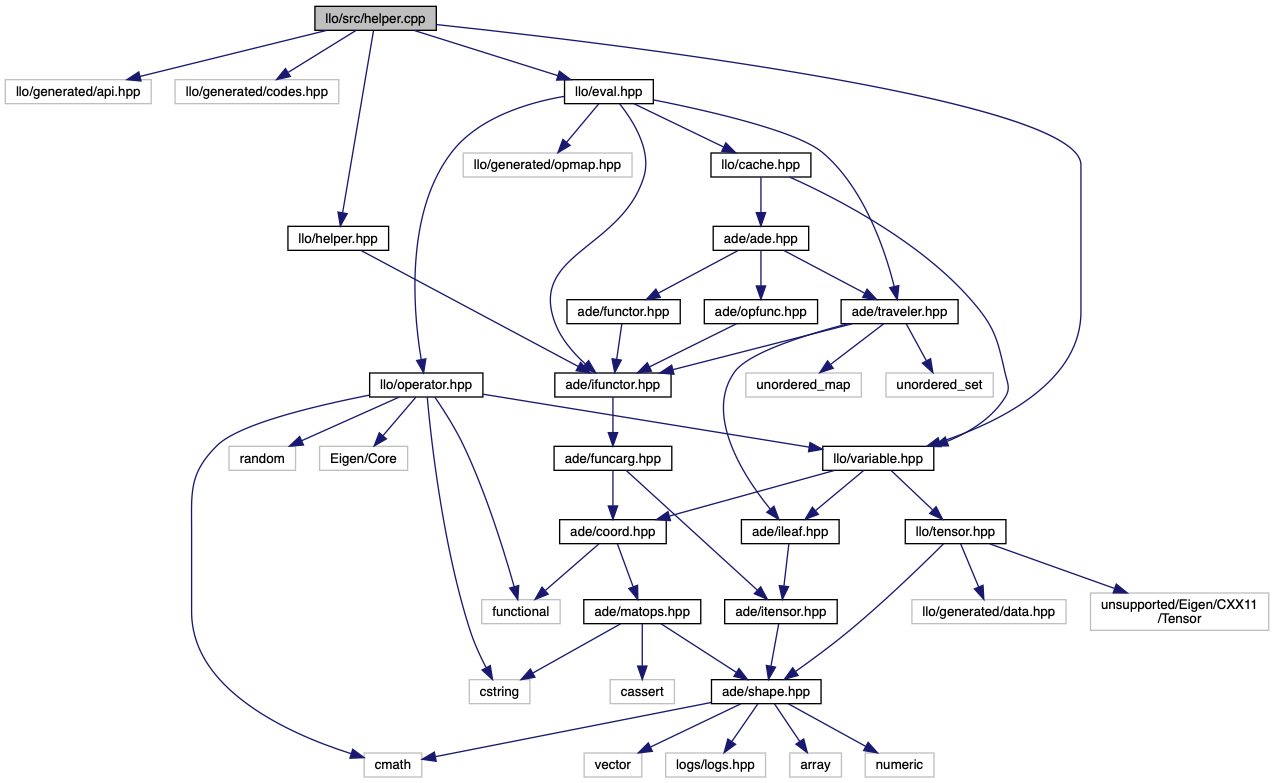 llo/src/helper.cpp
llo/generated/api.hpp
llo/generated/codes.hpp
llo/eval.hpp
llo/generated/opmap.hpp
llo/cache.hpp
llo/helper.hpp
ade/ade.hpp
ade/functor.hpp
ade/opfunc.hpp
ade/traveler.hpp
llo/operator.hpp
ade/ifunctor.hpp
unordered_map
unordered_set
random
Eigen/Core
ade/funcarg.hpp
llo/variable.hpp
ade/coord.hpp
ade/ileaf.hpp
llo/tensor.hpp
functional
ade/matops.hpp
ade/itensor.hpp
llo/generated/data.hpp
unsupported/Eigen/CXX11
/Tensor
cstring
cassert
ade/shape.hpp
cmath
vector
logs/logs.hpp
array
numeric